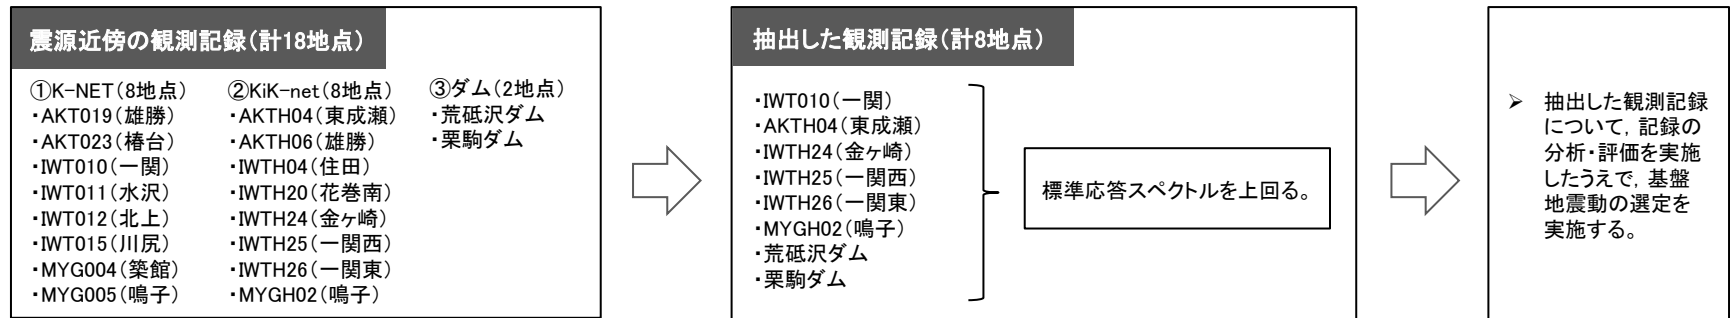 震源近傍の観測記録(計18地点)
①K-NET(8地点)
・AKT019(雄勝)
・AKT023(椿台)
・IWT010(一関)
・IWT011(水沢)
・IWT012(北上)
・IWT015(川尻)
・MYG004(築館)
・MYG005(鳴子)
②KiK-net(8地点)
・AKTH04(東成瀬)
・AKTH06(雄勝)
・IWTH04(住田)
・IWTH20(花巻南)
・IWTH24(金ヶ崎)
・IWTH25(一関西)
・IWTH26(一関東)
・MYGH02(鳴子)
③ダム(2地点)
・荒砥沢ダム
・栗駒ダム
抽出した観測記録(計8地点)
・IWT010(一関)
・AKTH04(東成瀬)
・IWTH24(金ヶ崎)
・IWTH25(一関西)
・IWTH26(一関東)
・MYGH02(鳴子)
・荒砥沢ダム
・栗駒ダム
標準応答スペクトルを上回る。
➢ 抽出した観測記録
について，記録の
分析・評価を実施
したうえで，基盤
地震動の選定を
実施する。